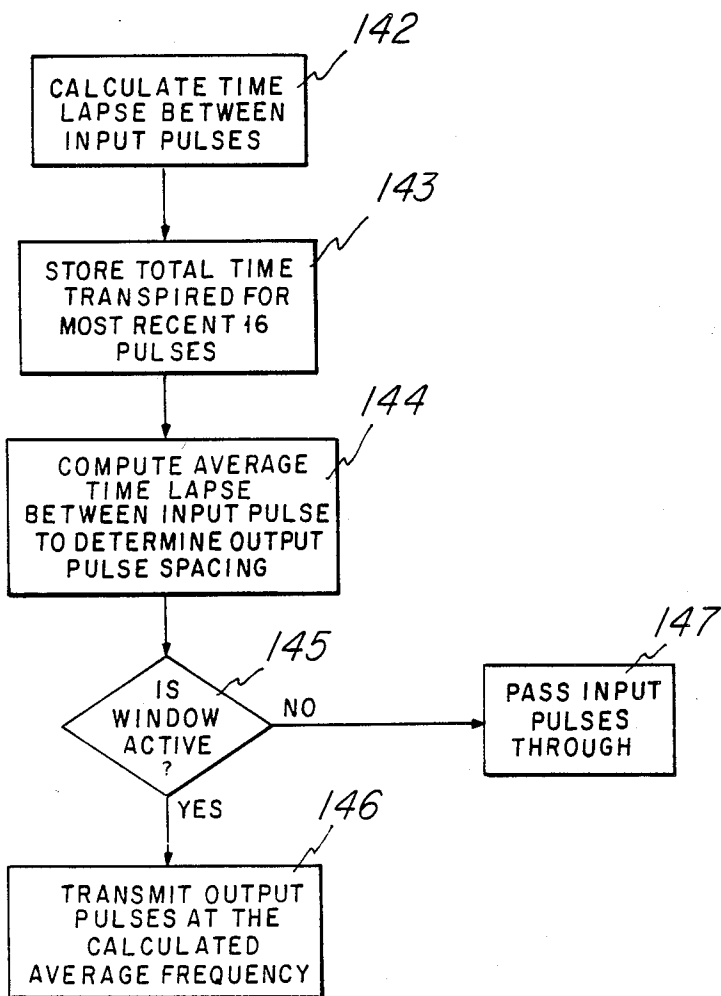 142
CALCULATE TIME
LAPSE BETWEEN
INPUT PULSES
143
STORE TOTAL TIME
TRANSPIRED FOR
MOST RECENT 16
PULSES
144
COMPUTE AVERAGE
TIME LAPSE
BETWEEN INPUT PULSE
TO DETERMINE OUTPUT
PULSE SPACING
145
IS
WINDOW
ACTIVE
?
NO
147
PASS INPUT
PULSES
THROUGH
YES
146
TRANSMIT OUTPUT
PULSES AT THE
CALCULATED
AVERAGE FREQUENCY